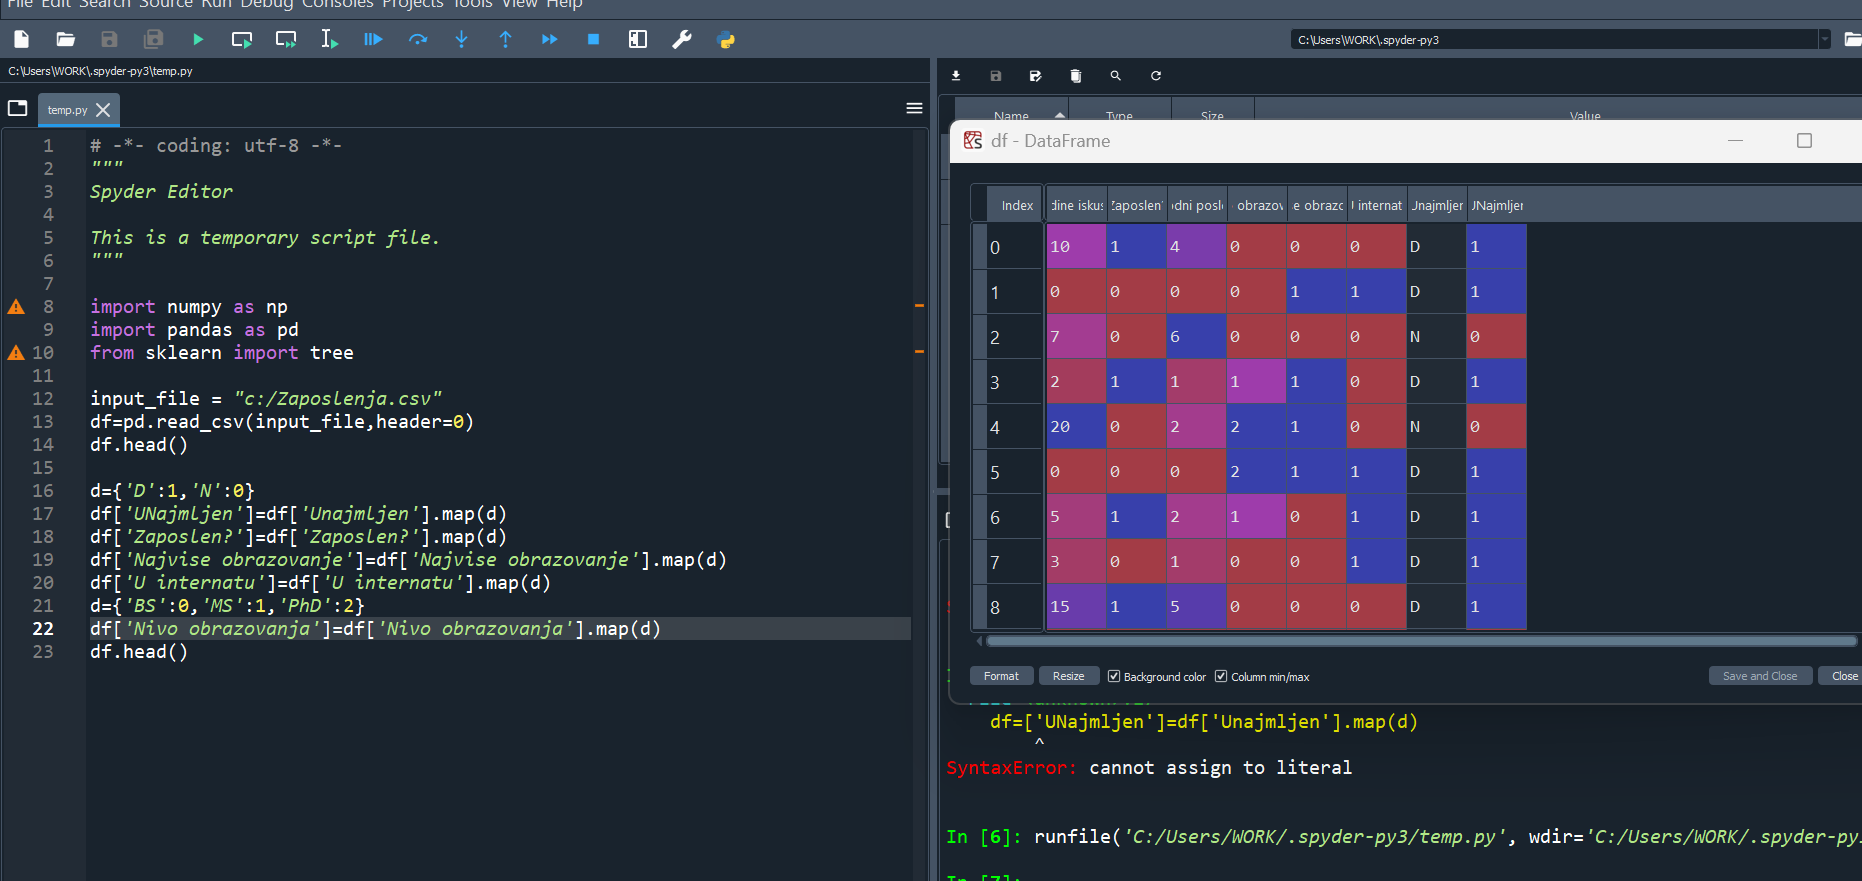 File Edit Search Source Run Debug Consoles Projects Tools View Help
C:\Users\WORK\.spyder-py3
C:\Users\WORK\.spyder-py3\temp.py
temp.py
1 # -*- coding: utf-8 -*-
2 """
3 Spyder Editor
4
5 This is a temporary script file.
6 """
7
8 import numpy as np
9 import pandas as pd
10 from sklearn import tree
11
12 input_file = "c:/Zaposlenja.csv"
13 df=pd.read_csv(input_file,header=0)
14 df.head()
15
16 d={'D':1,'N':0}
17 df['UNajmljen']=df['Unajmljen'].map(d)
18 df['Zaposlen?']=df['Zaposlen?'].map(d)
19 df['Najvise obrazovanje']=df['Najvise obrazovanje'].map(d)
20 df['U internatu']=df['U internatu'].map(d)
21 d={'BS':0,'MS':1,'PhD':2}
22 df['Nivo obrazovanja']=df['Nivo obrazovanja'].map(d)
23 df.head()
Name Type Size Value
df - DataFrame
Index dine iskus Zaposlen' odni poslo obrazov .e obrazo U internat Unajmljer UNajmljer
0 10 1 4 0 0 0 D 1
1 0 0 0 0 1 1 D 1
2 7 0 6 0 0 0 N 0
3 2 1 1 1 1 0 D 1
4 20 0 2 2 1 0 N 0
5 0 0 0 2 1 1 D 1
6 5 1 2 1 0 1 D 1
7 3 0 1 0 0 1 D 1
8 15 1 5 0 0 0 D 1
Format Resize Background color Column min/max Save and Close Close
df=['UNajmljen']=df['Unajmljen'].map(d)
^
SyntaxError: cannot assign to literal
In [6]: runfile('C:/Users/WORK/.spyder-py3/temp.py', wdir='C:/Users/WORK/.spyder-py
In [7]: